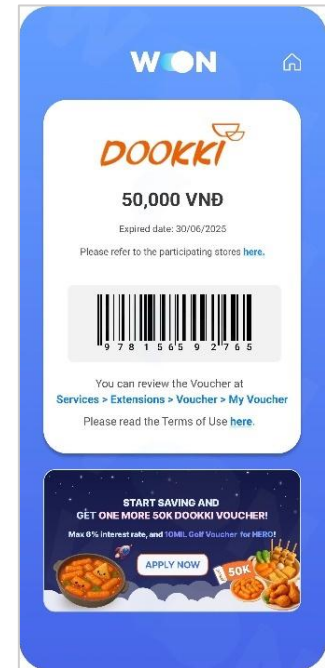 WOON
DOOKKI
50,000 VNĐ
Expired date: 30/06/2025
Please refer to the participating stores here.
9 781565 92765
You can review the Voucher at
Services > Extensions > Voucher > My Voucher
Please read the Terms of Use here.
START SAVING AND
GET ONE MORE 50K DOOKKI VOUCHER!
Max 6% interest rate, and 10MIL Golf Voucher for HERO!
APPLY NOW
50K